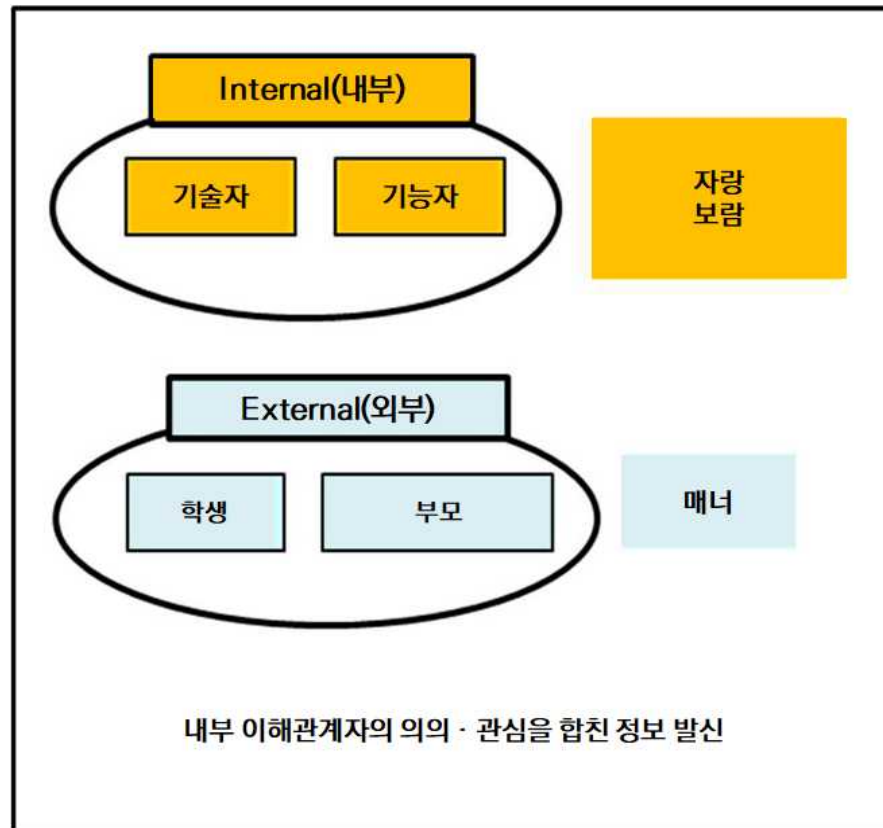 Internal(내부)
기술자
기능자
자랑
보람
External(외부)
학생
부모
매너
내부 이해관계자의 의의 · 관심을 합친 정보 발신